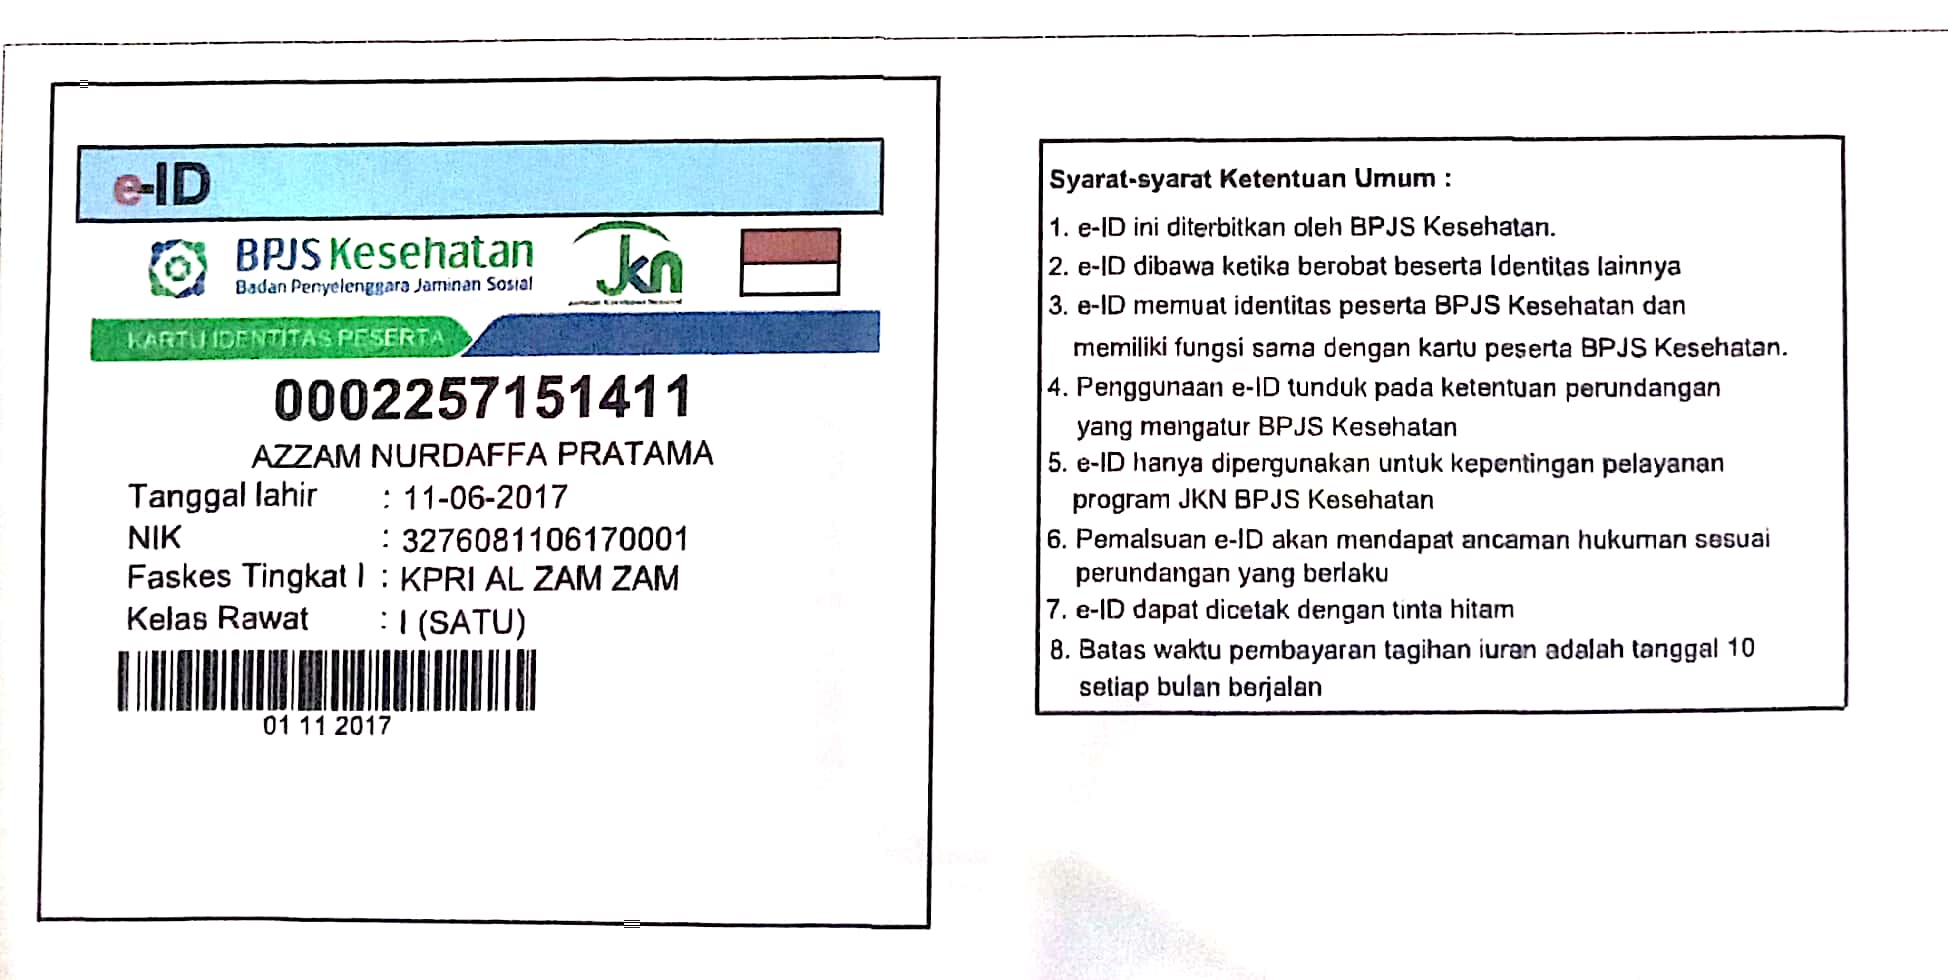 e-ID
BPJS Kesehatan
Badan Penyelenggara Jaminan Sosial
jkn
KARTU IDENTITAS PESERTA
0002257151411
AZZAM NURDAFFA PRATAMA
Tanggal lahir : 11-06-2017
NIK : 3276081106170001
Faskes Tingkat I : KPRI AL ZAM ZAM
Kelas Rawat : I (SATU)
01 11 2017
Syarat-syarat Ketentuan Umum :
1. e-ID ini diterbitkan oleh BPJS Kesehatan.
2. e-ID dibawa ketika berobat beserta Identitas lainnya
3. e-ID memuat identitas peserta BPJS Kesehatan dan
memiliki fungsi sama dengan kartu peserta BPJS Kesehatan.
4. Penggunaan e-ID tunduk pada ketentuan perundangan
yang mengatur BPJS Kesehatan
5. e-ID hanya dipergunakan untuk kepentingan pelayanan
program JKN BPJS Kesehatan
6. Pemalsuan e-ID akan mendapat ancaman hukuman sesuai
perundangan yang berlaku
7. e-ID dapat dicetak dengan tinta hitam
8. Batas waktu pembayaran tagihan iuran adalah tanggal 10
setiap bulan berjalan